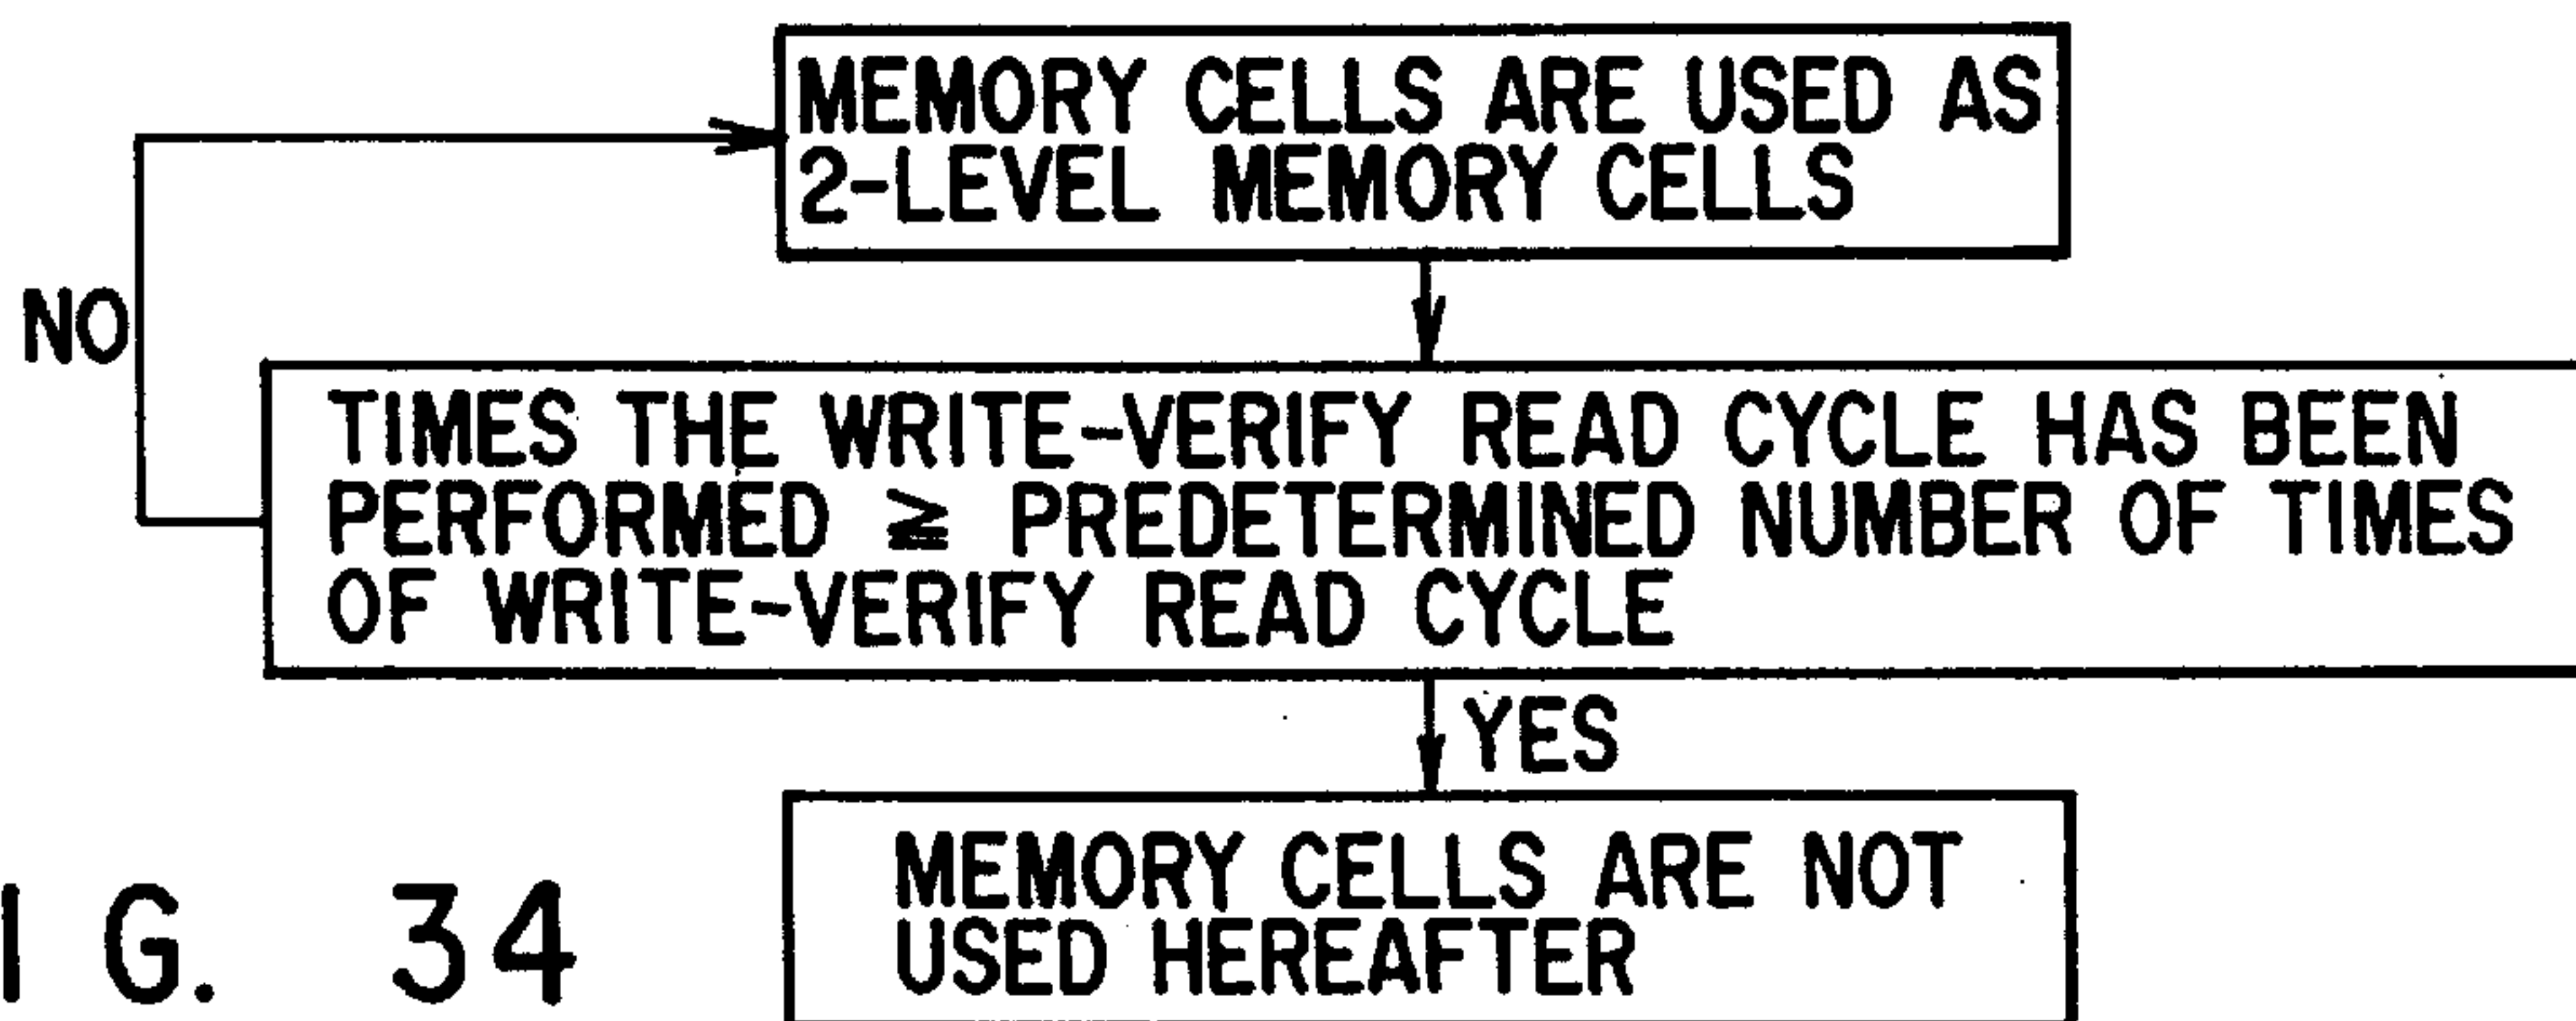 MEMORY CELLS ARE USED AS
2-LEVEL MEMORY CELLS
NO
TIMES THE WRITE-VERIFY READ CYCLE HAS BEEN
PERFORMED ≧ PREDETERMINED NUMBER OF TIMES
OF WRITE-VERIFY READ CYCLE
YES
MEMORY CELLS ARE NOT
USED HEREAFTER
IG. 34